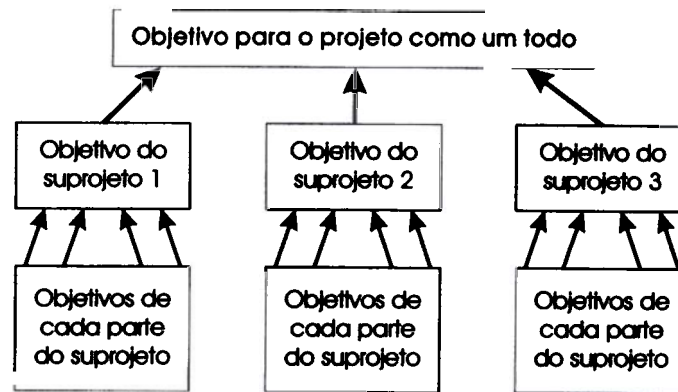 Objetivo para o projeto como um todo
Objetivo do
suprojeto 1
Objetivo do
suprojeto 2
Objetivo do
suprojeto 3
Objetivos de
cada parte
do suprojeto
Objetivos de
cada parte
do suprojeto
Objetivos de
cada parte
do suprojeto